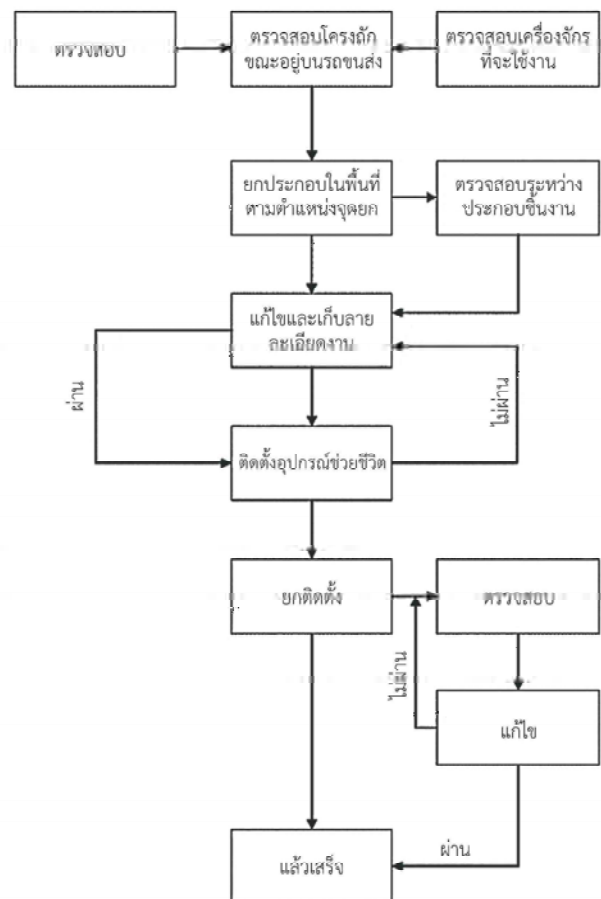 ตรวจสอบ
ตรวจสอบโครงถัก
ขณะอยู่บนรถขนส่ง
ตรวจสอบเครื่องจักร
ที่จะใช้งาน
ยกประกอบในพื้นที่
ตามตำแหน่งจุดยก
ตรวจสอบระหว่าง
ประกอบชิ้นงาน
แก้ไขและเก็บลาย
ละเอียดงาน
ผ่าน
ไม่ผ่าน
ติดตั้งอุปกรณ์ช่วยชีวิต
ยกติดตั้ง
ตรวจสอบ
ไม่ผ่าน
แก้ไข
ผ่าน
แล้วเสร็จ